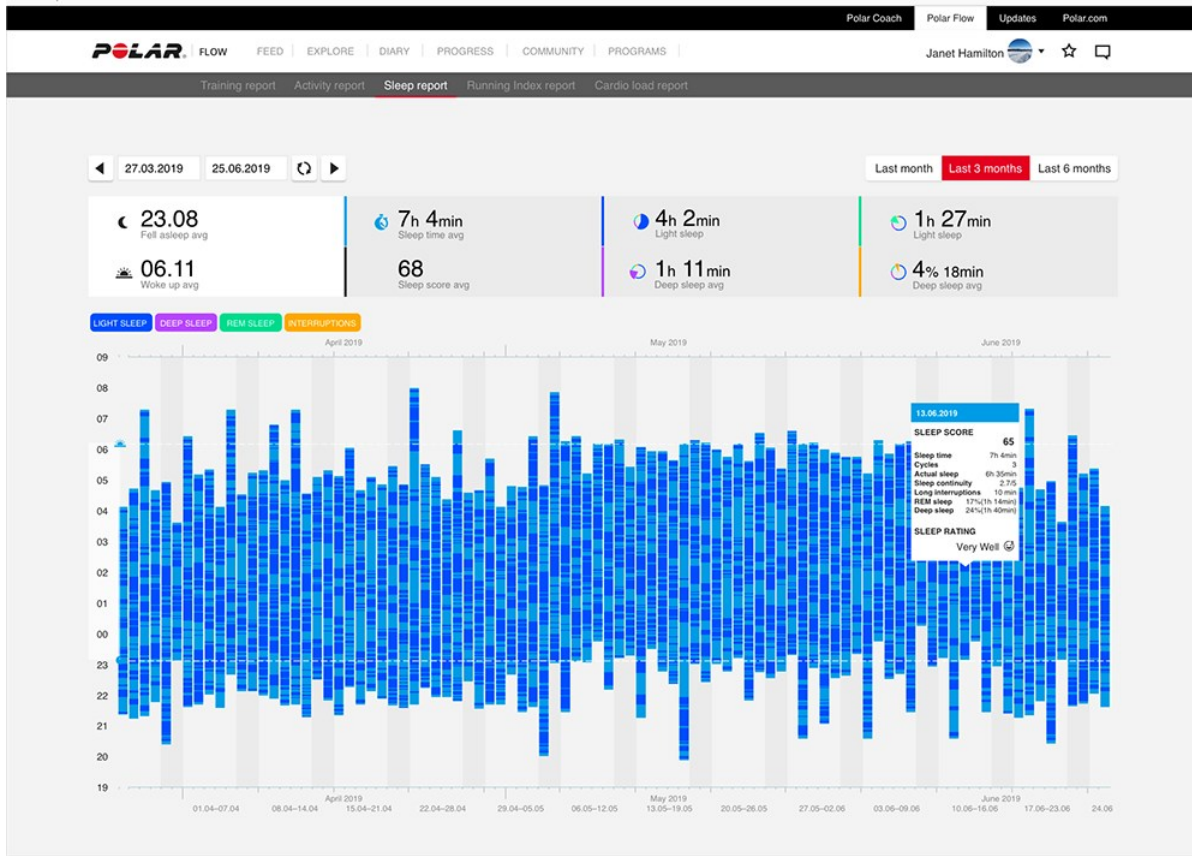 Polar Coach Polar Flow Updates Polar.com
POLAR. FLOW FEED EXPLORE DIARY PROGRESS COMMUNITY PROGRAMS Janet Hamilton
Training report Activity report Sleep report Running Index report Cardio load report
27.03.2019 25.06.2019 Last month Last 3 months Last 6 months
23.08 7h 4min 4h 2min 1h 27min
Fell asleep avg Sleep time avg Light sleep Light sleep
06.11 68 1h 11min 4% 18min
Woke up avg Sleep score avg Deep sleep avg Deep sleep avg
LIGHT SLEEP DEEP SLEEP REM SLEEP INTERRUPTIONS
April 2019 May 2019 June 2019
09
08
07
06
05
04
03
02
01
00
23
22
21
20
19
13.06.2019
SLEEP SCORE
65
Sleep time 7h 4min
Cycles 3
Actual sleep 6h 35min
Sleep continuity 2.7/5
Long interruptions 10 min
REM sleep 17%(1h 14min)
Deep sleep 24%(1h 40min)
SLEEP RATING
Very Well
April 2019 May 2019 June 2019
01.04–07.04 08.04–14.04 15.04–21.04 22.04–28.04 29.04–05.05 06.05–12.05 13.05–19.05 20.05–26.05 27.05–02.06 03.06–09.06 10.06–16.06 17.06–23.06 24.06